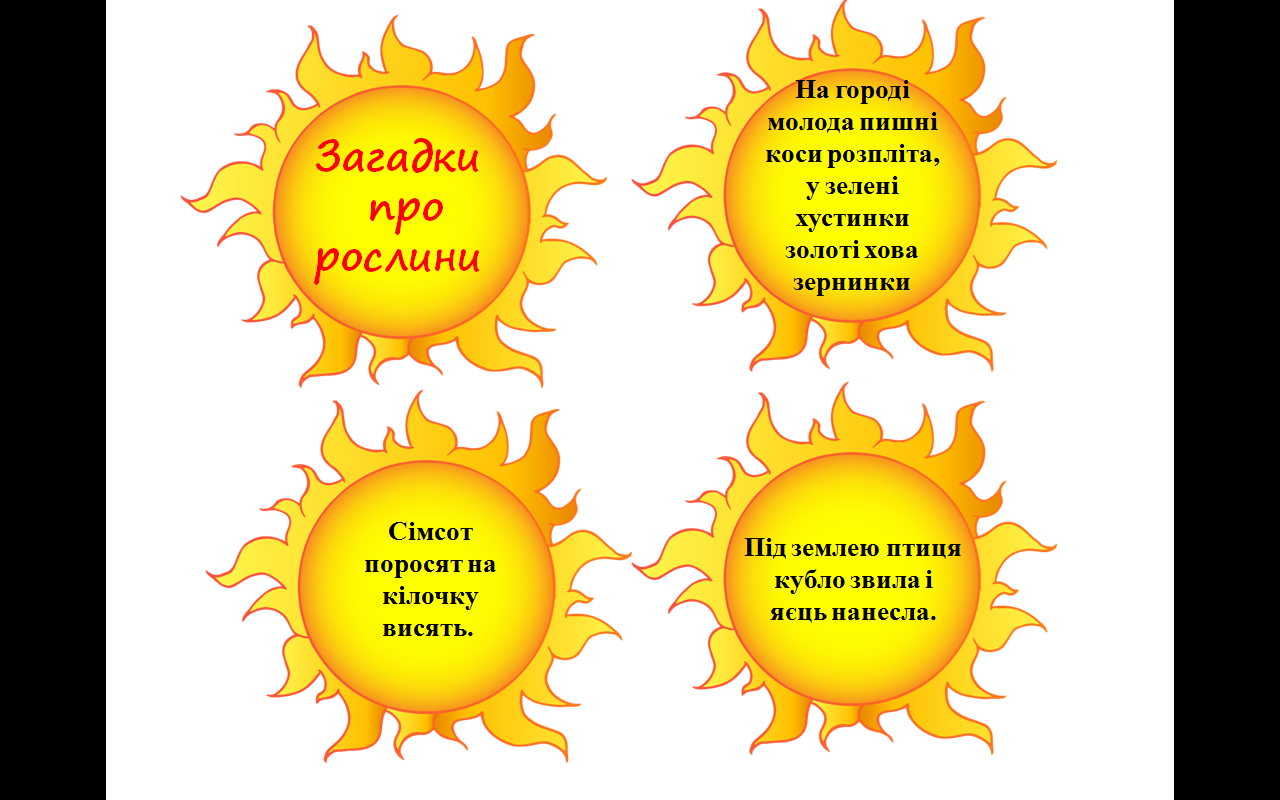 Загадки
про
рослини
На городі
молода пишні
коси розпліта,
у зелені
хустинки
золоті хова
зернинки
Сімсот
поросят на
кілочку
висять.
Під землею птиця
кубло звила і
яєць нанесла.